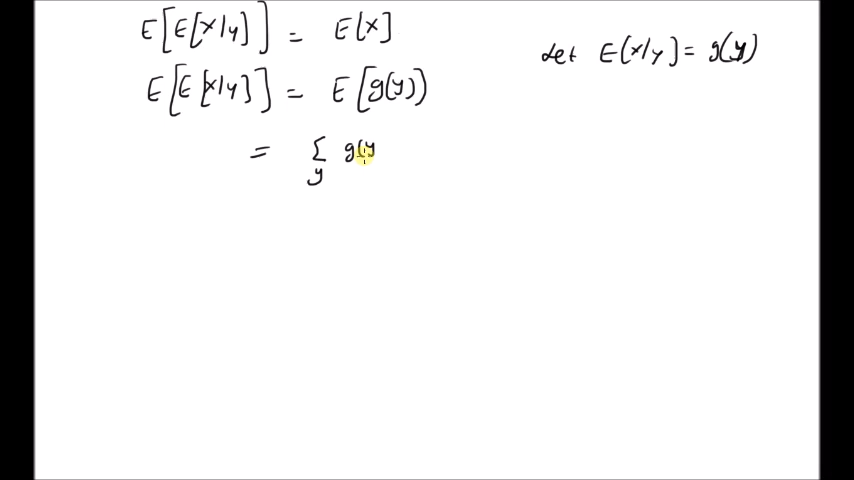 E[E[X/Y]] = E[X]
let E(X/Y] = g(y)
E[E[X/Y]] = E[g(y))
= Σ g(y
y